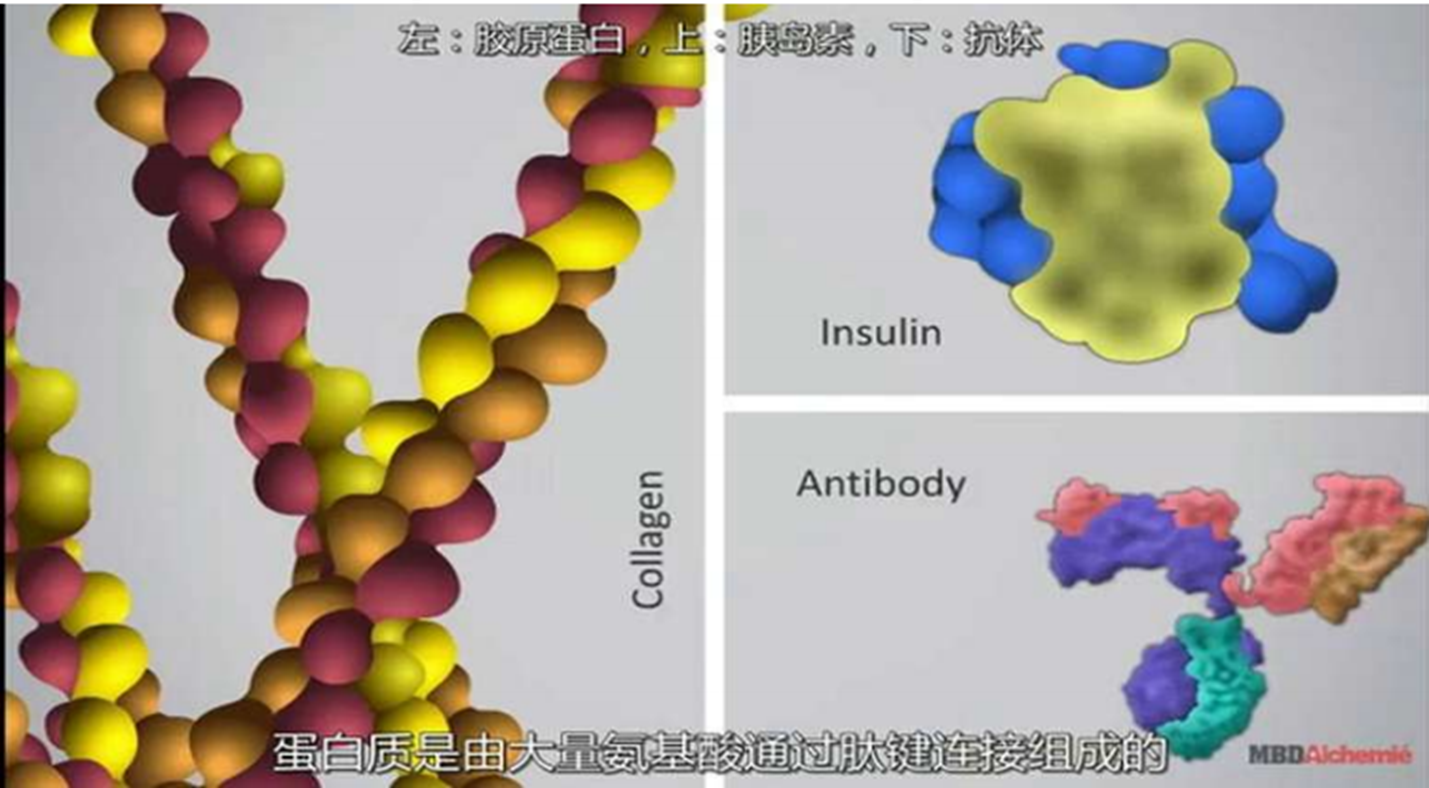 左：胶原蛋白，上：胰岛素，下：抗体
Insulin
Antibody
Collagen
蛋白质是由大量氨基酸通过肽键连接组成的
MBDAlchemié